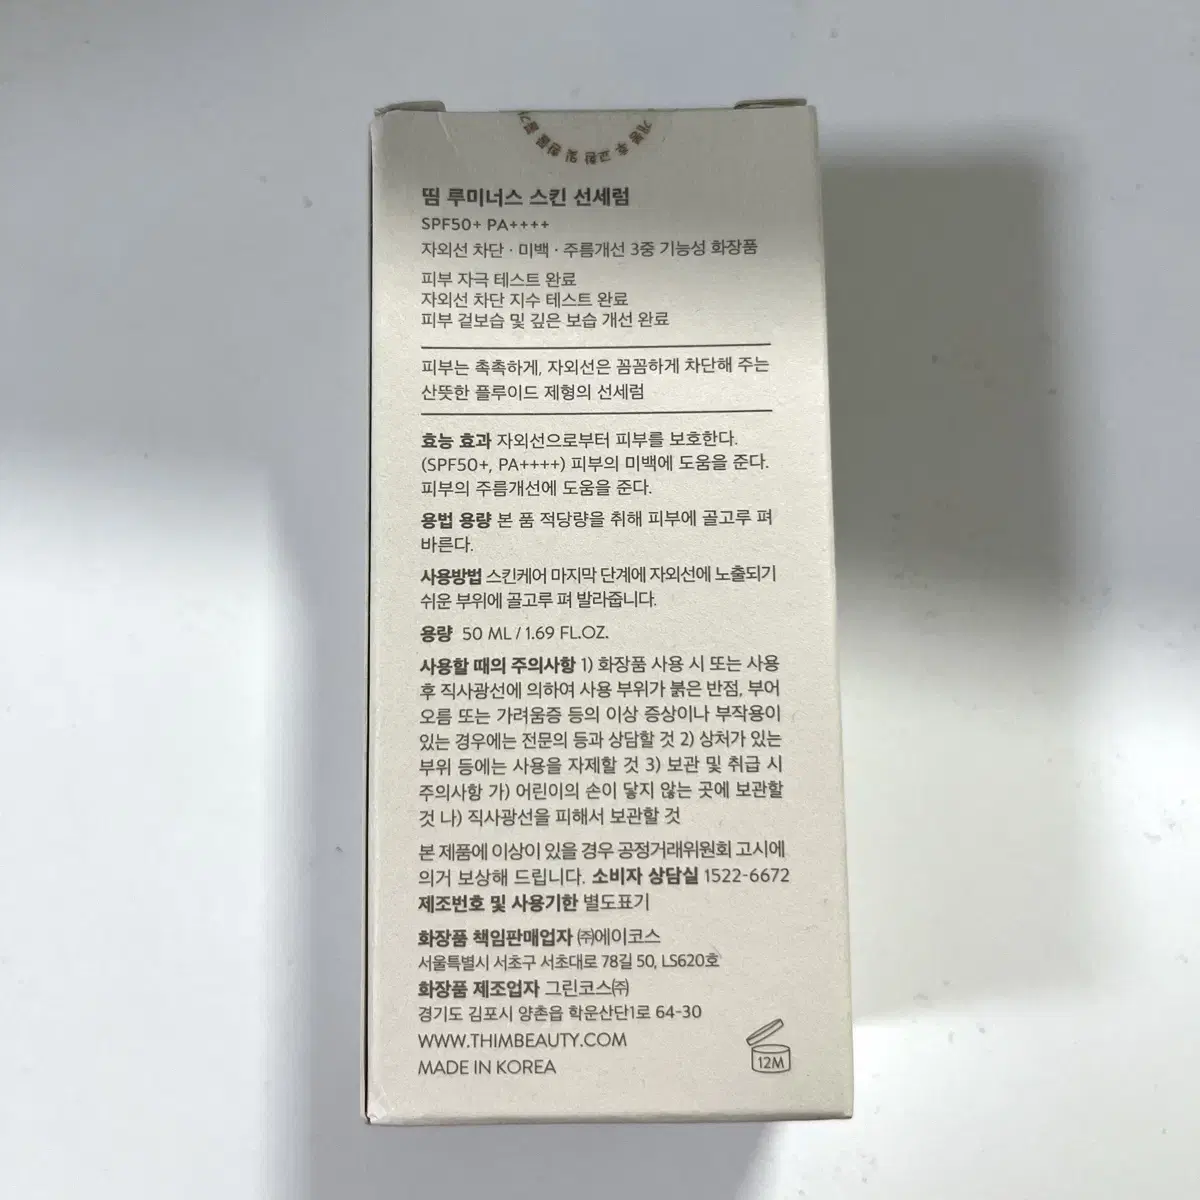 개봉 후 교환 및 환불 불가
띰 루미너스 스킨 선세럼
SPF50+ PA++++
자외선 차단 · 미백 · 주름개선 3중 기능성 화장품
피부 자극 테스트 완료
자외선 차단 지수 테스트 완료
피부 겉보습 및 깊은 보습 개선 완료
피부는 촉촉하게, 자외선은 꼼꼼하게 차단해 주는
산뜻한 플루이드 제형의 선세럼
효능 효과 자외선으로부터 피부를 보호한다.
(SPF50+, PA++++) 피부의 미백에 도움을 준다.
피부의 주름개선에 도움을 준다.
용법 용량 본 품 적당량을 취해 피부에 골고루 펴
바른다.
사용방법 스킨케어 마지막 단계에 자외선에 노출되기
쉬운 부위에 골고루 펴 발라줍니다.
용량 50 ML / 1.69 FL.OZ.
사용할 때의 주의사항 1) 화장품 사용 시 또는 사용
후 직사광선에 의하여 사용 부위가 붉은 반점, 부어
오름 또는 가려움증 등의 이상 증상이나 부작용이
있는 경우에는 전문의 등과 상담할 것 2) 상처가 있는
부위 등에는 사용을 자제할 것 3) 보관 및 취급 시
주의사항 가) 어린이의 손이 닿지 않는 곳에 보관할
것 나) 직사광선을 피해서 보관할 것
본 제품에 이상이 있을 경우 공정거래위원회 고시에
의거 보상해 드립니다. 소비자 상담실 1522-6672
제조번호 및 사용기한 별도표기
화장품 책임판매업자 ㈜에이코스
서울특별시 서초구 서초대로 78길 50, LS620호
화장품 제조업자 그린코스㈜
경기도 김포시 양촌읍 학운산단1로 64-30
WWW.THIMBEAUTY.COM
MADE IN KOREA
12M